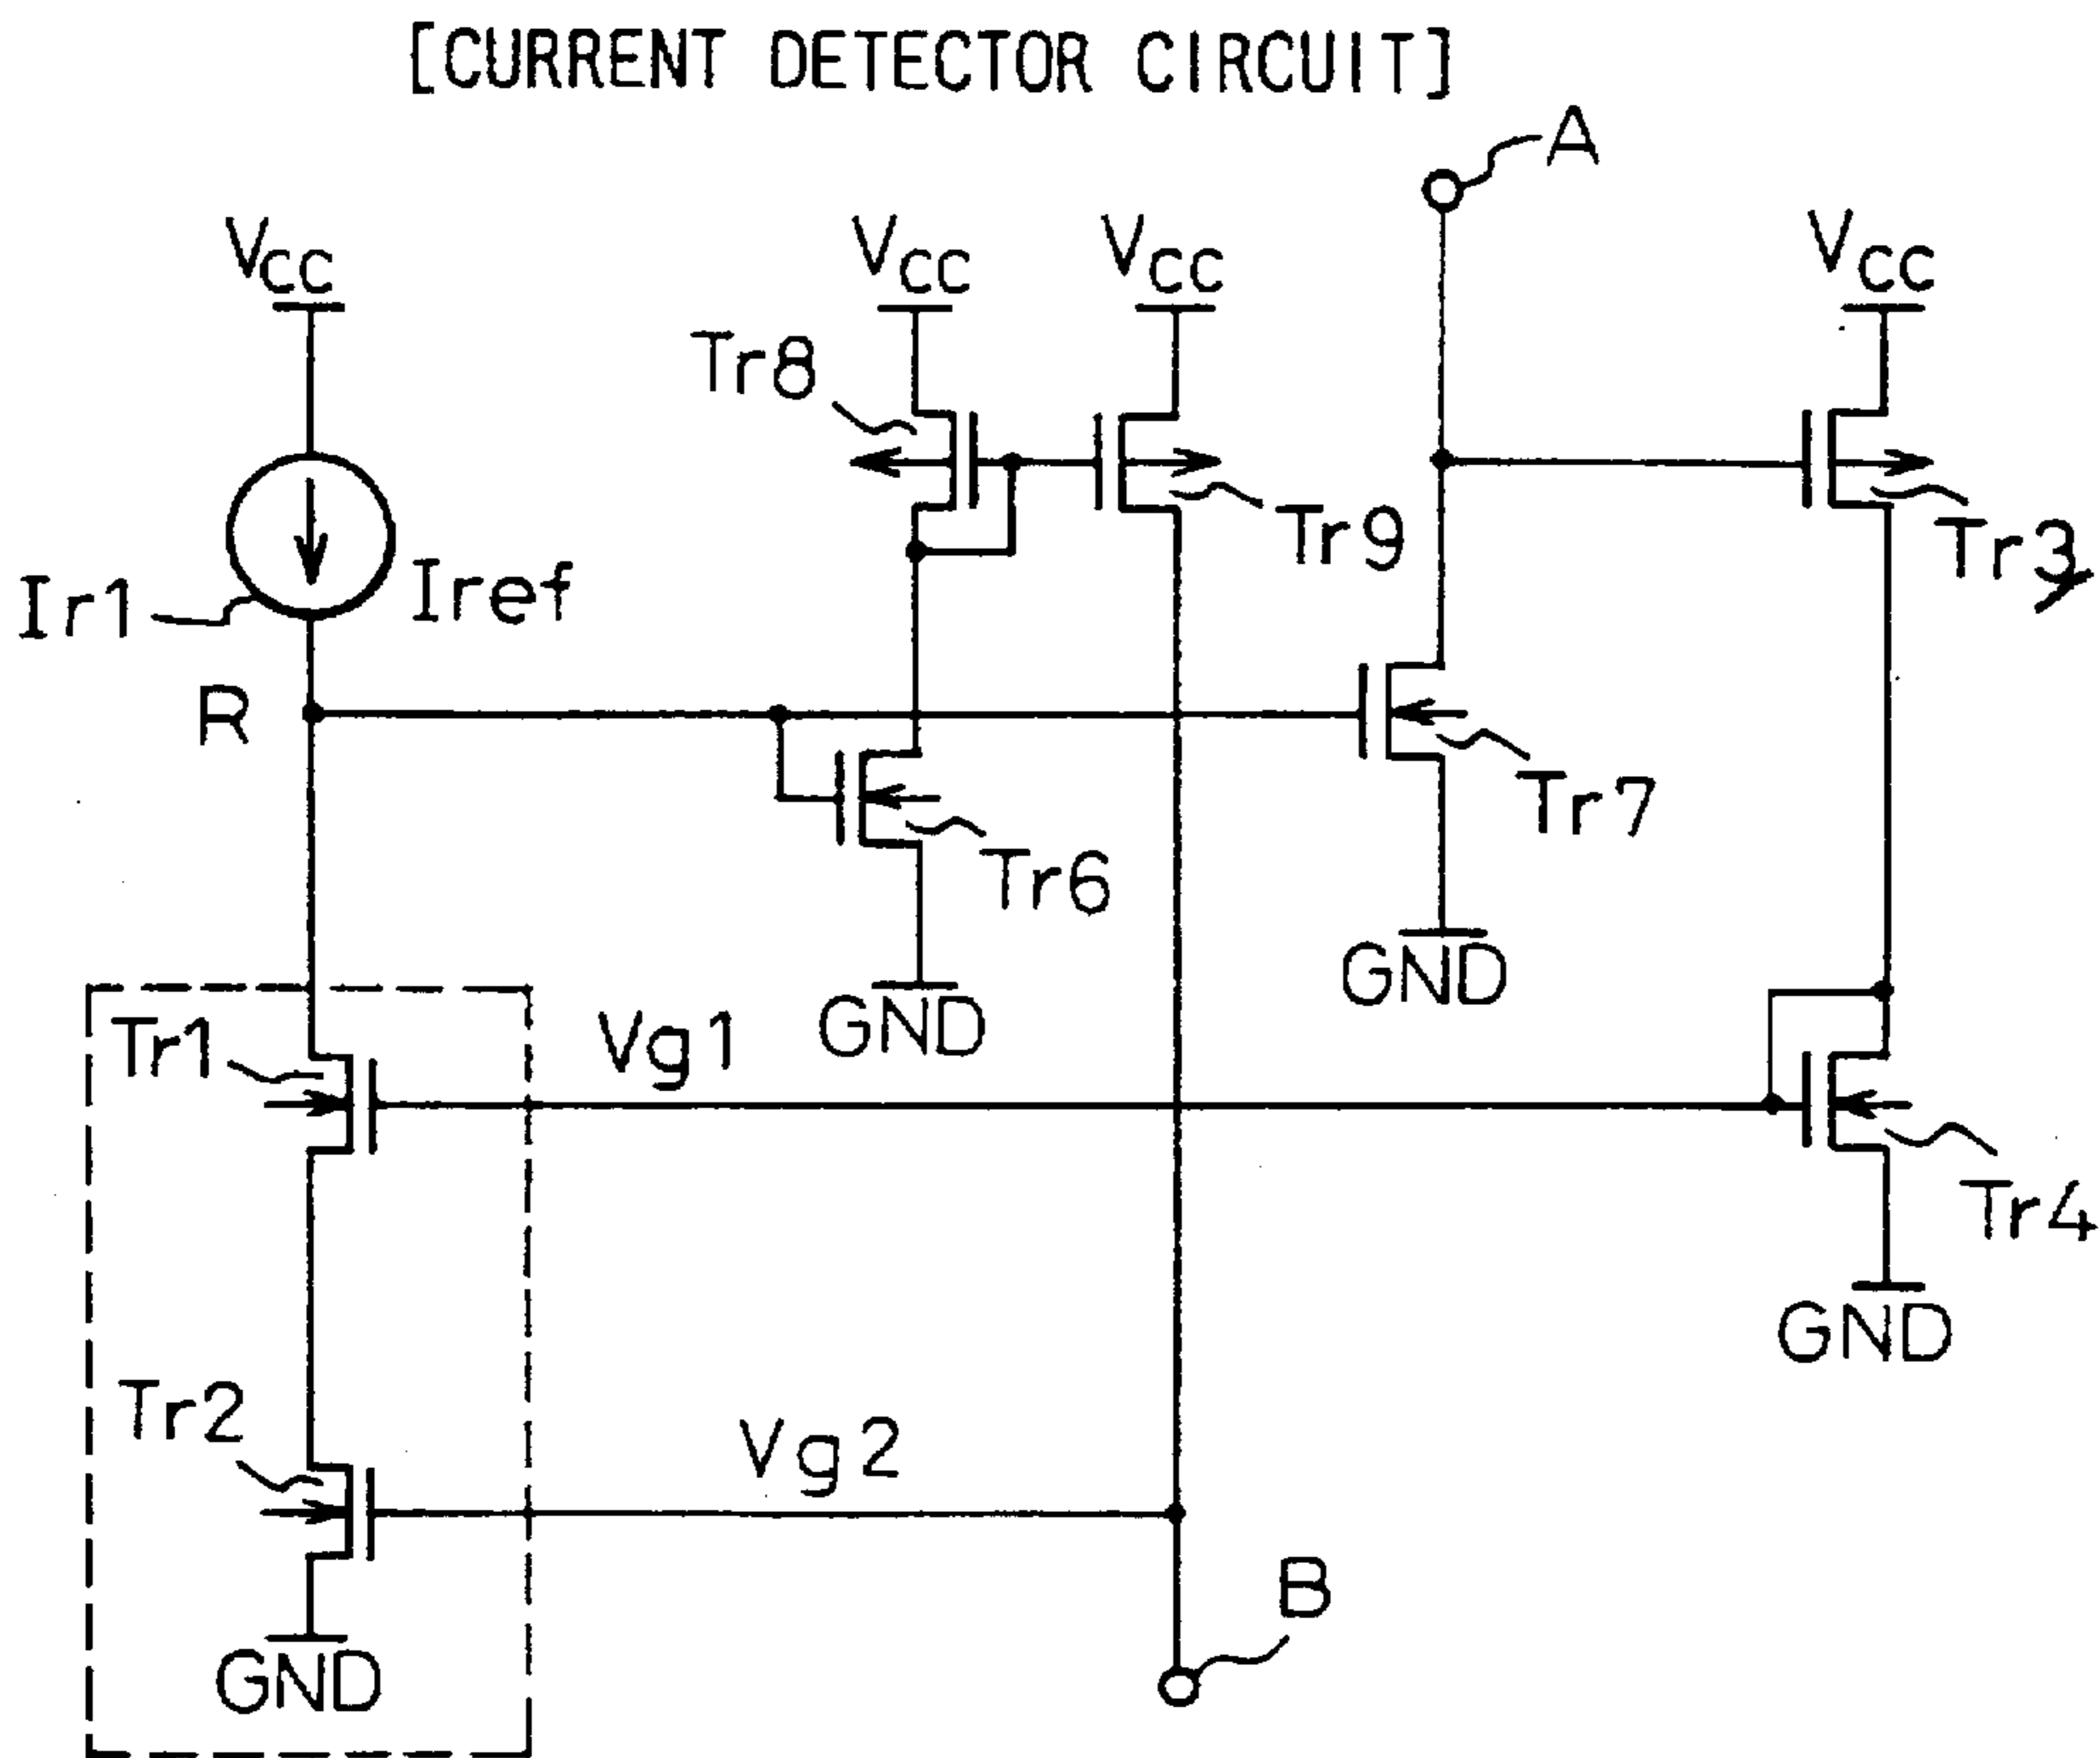 [CURRENT DETECTOR CIRCUIT]
A
Vcc
Vcc
Vcc
Vcc
Tr8
Tr9
Tr3
Ir1
Iref
R
Tr7
Tr6
GND
GND
Tr1
Vg1
Tr4
GND
Tr2
Vg2
B
GND